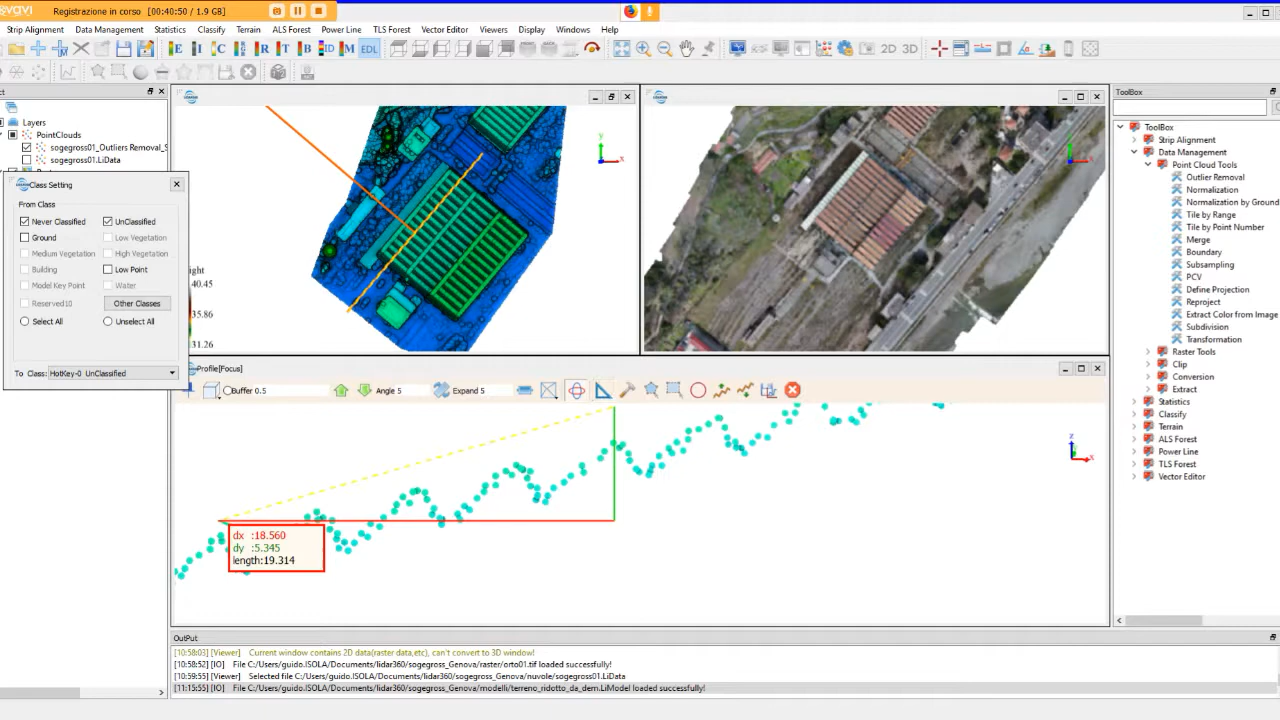 Registrazione in corso [00:40:50 / 1.9 GB]
Strip Alignment Data Management Statistics Classify Terrain ALS Forest Power Line TLS Forest Vector Editor Viewers Display Windows Help
E I C R T B ID M EDL 2D 3D
Layers
PointClouds
sogegross01_Outliers Removal_S
sogegross01.LiData
Class Setting
From Class
Never Classified UnClassified
Ground Low Vegetation
Medium Vegetation High Vegetation
Building Low Point
Model Key Point Water
Reserved10 Other Classes
Select All Unselect All
To Class: HotKey-0 UnClassified
40.45
35.86
31.26
y x
y x
Profile[Focus]
Buffer 0.5 Angle 5 Expand 5
dx :18.560
dy :5.345
length:19.314
z x
OutPut
[10:58:03] [Viewer] Current window contains 2D data(raster data,etc), can't convert to 3D window!
[10:58:52] [IO] File C:/Users/guido.ISOLA/Documents/lidar360/sogegross_Genova/raster/orto01.tif loaded successfully!
[10:59:55] [Viewer] Selected file C:/Users/guido.ISOLA/Documents/lidar360/sogegross_Genova/nuvole/sogegross01.LiData
[11:15:55] [IO] File C:/Users/guido.ISOLA/Documents/lidar360/sogegross_Genova/modelli/terreno_ridotto_da_dem.LiModel loaded successfully!
ToolBox
ToolBox
Strip Alignment
Data Management
Point Cloud Tools
Outlier Removal
Normalization
Normalization by Ground
Tile by Range
Tile by Point Number
Merge
Boundary
Subsampling
PCV
Define Projection
Reproject
Extract Color from Image
Subdivision
Transformation
Raster Tools
Clip
Conversion
Extract
Statistics
Classify
Terrain
ALS Forest
Power Line
TLS Forest
Vector Editor